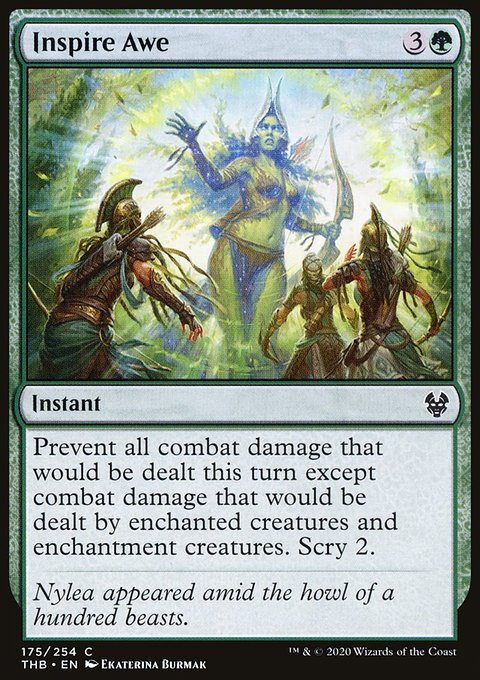 Inspire Awe 3
Instant
Prevent all combat damage that
would be dealt this turn except
combat damage that would be
dealt by enchanted creatures and
enchantment creatures. Scry 2.
Nylea appeared amid the howl of a
hundred beasts.
175/254 C
THB • EN Ekaterina Burmak
™ & © 2020 Wizards of the Coast